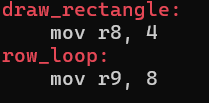 draw_rectangle:
    mov r8, 4
row_loop:
    mov r9, 8